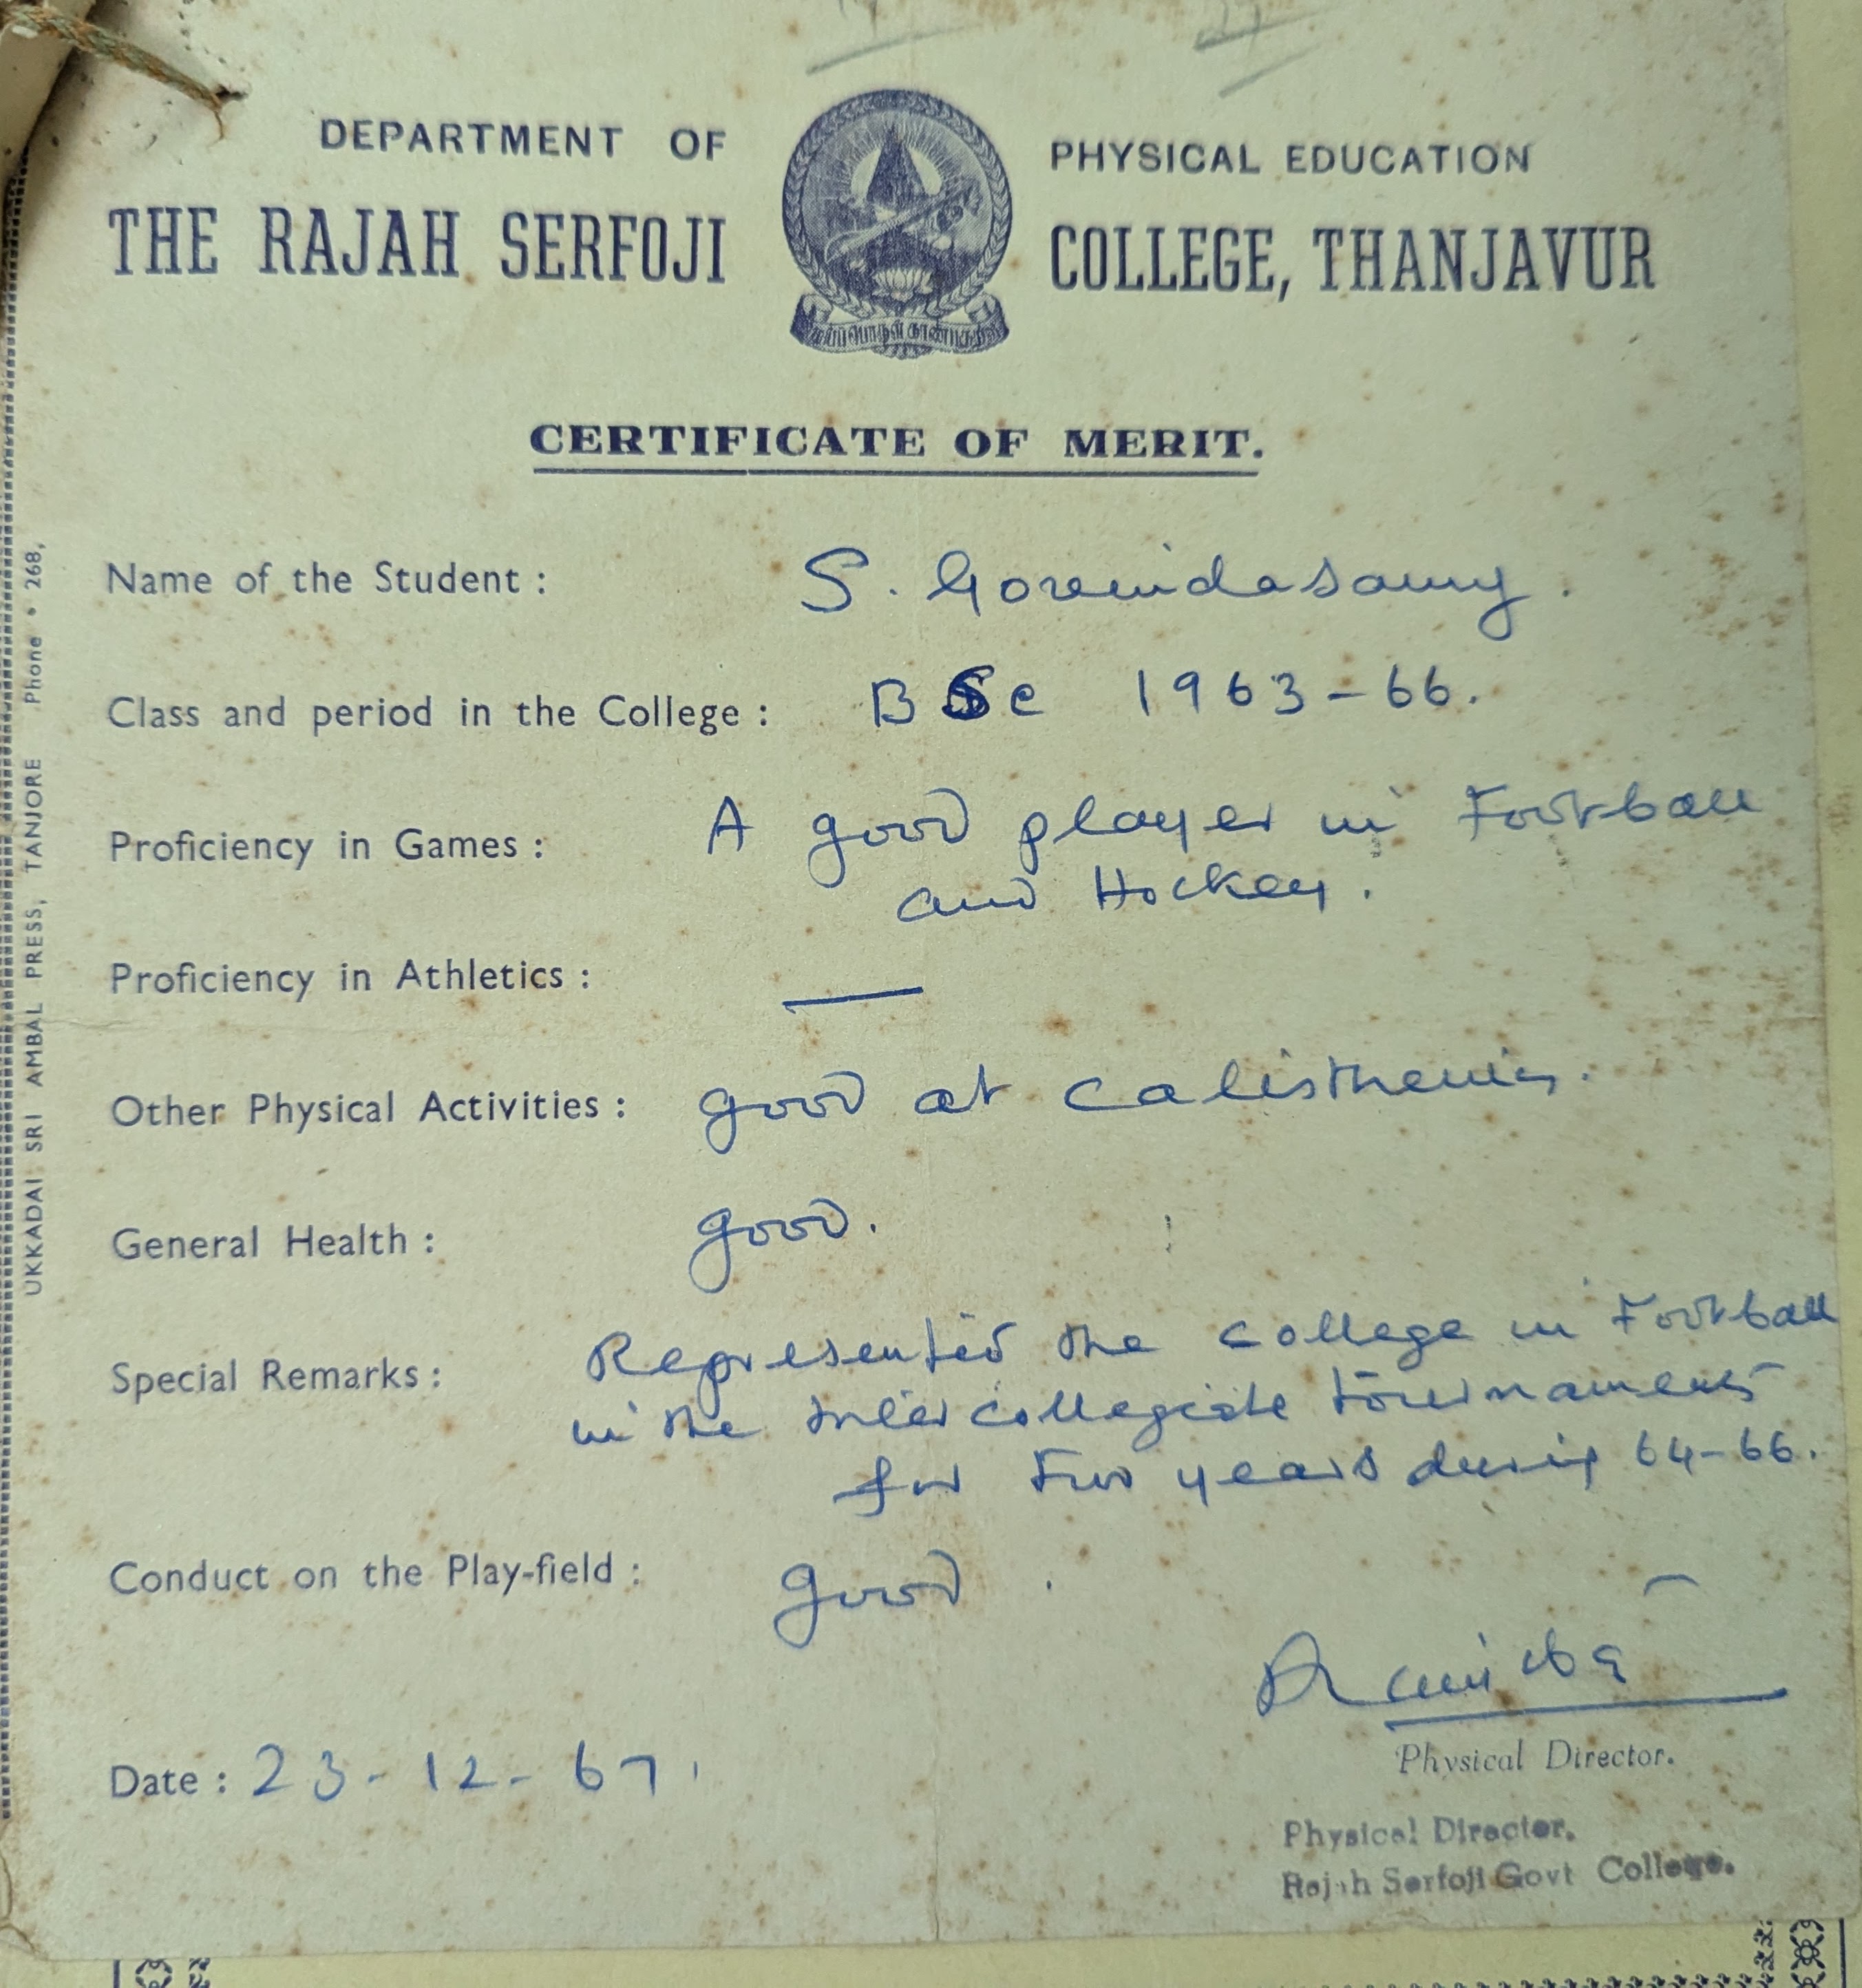 DEPARTMENT OF PHYSICAL EDUCATION
THE RAJAH SERFOJI COLLEGE, THANJAVUR
CERTIFICATE OF MERIT.
Name of the Student : S. Govindasamy.
Class and period in the College : BSc 1963-66.
Proficiency in Games : A good player in Football
and Hockey.
Proficiency in Athletics : —
Other Physical Activities : good at calisthenics.
General Health : good.
Special Remarks : Represented the college in Football
in the Inter collegiate tournaments
for two years during 64-66.
Conduct on the Play-field : good.
Date : 23-12-67.
Physical Director.
Physical Director,
Rajah Serfoji Govt College.
UKKADAI SRI AMBAL PRESS, TANJORE Phone • 268,